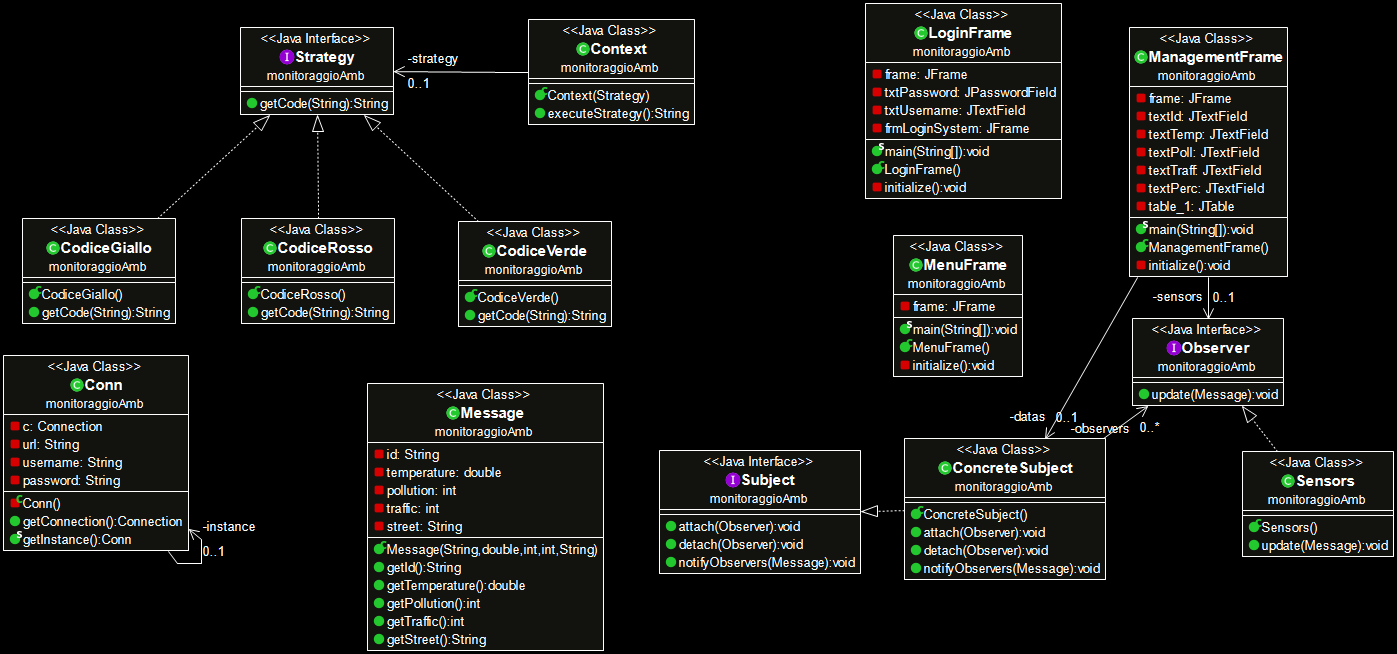 <<Java Interface>>
Strategy
monitoraggioAmb
getCode(String):String
-strategy
0..1
<<Java Class>>
Context
monitoraggioAmb
Context(Strategy)
executeStrategy():String
<<Java Class>>
LoginFrame
monitoraggioAmb
frame: JFrame
txtPassword: JPasswordField
txtUsername: JTextField
frmLoginSystem: JFrame
main(String[]):void
LoginFrame()
initialize():void
<<Java Class>>
ManagementFrame
monitoraggioAmb
frame: JFrame
textId: JTextField
textTemp: JTextField
textPoll: JTextField
textTraff: JTextField
textPerc: JTextField
table_1: JTable
main(String[]):void
ManagementFrame()
initialize():void
<<Java Class>>
CodiceGiallo
monitoraggioAmb
CodiceGiallo()
getCode(String):String
<<Java Class>>
CodiceRosso
monitoraggioAmb
CodiceRosso()
getCode(String):String
<<Java Class>>
CodiceVerde
monitoraggioAmb
CodiceVerde()
getCode(String):String
<<Java Class>>
MenuFrame
monitoraggioAmb
frame: JFrame
main(String[]):void
MenuFrame()
initialize():void
-sensors
0..1
<<Java Interface>>
Observer
monitoraggioAmb
update(Message):void
<<Java Class>>
Conn
monitoraggioAmb
c: Connection
url: String
username: String
password: String
Conn()
getConnection():Connection
getInstance():Conn
-instance
0..1
<<Java Class>>
Message
monitoraggioAmb
id: String
temperature: double
pollution: int
traffic: int
street: String
Message(String,double,int,int,String)
getId():String
getTemperature():double
getPollution():int
getTraffic():int
getStreet():String
-datas
0..1
-observers
0..*
<<Java Interface>>
Subject
monitoraggioAmb
attach(Observer):void
detach(Observer):void
notifyObservers(Message):void
<<Java Class>>
ConcreteSubject
monitoraggioAmb
ConcreteSubject()
attach(Observer):void
detach(Observer):void
notifyObservers(Message):void
<<Java Class>>
Sensors
monitoraggioAmb
Sensors()
update(Message):void